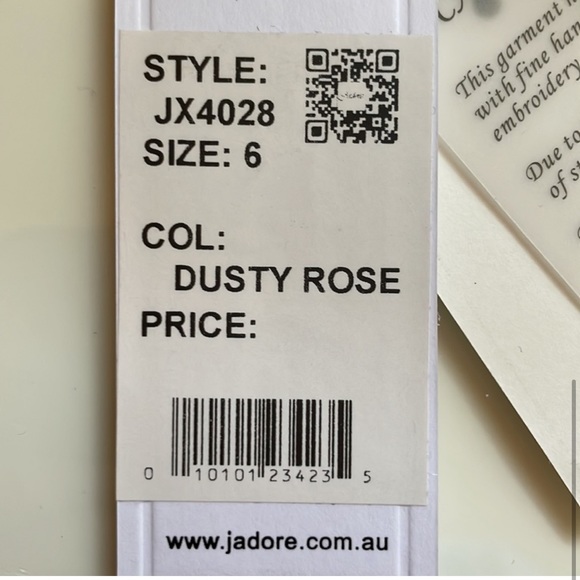 STYLE:
JX4028
SIZE: 6
COL:
DUSTY ROSE
PRICE:
0 10101 23423 5
www.jadore.com.au
This garment
with fine han
embroidery
Due to
of s